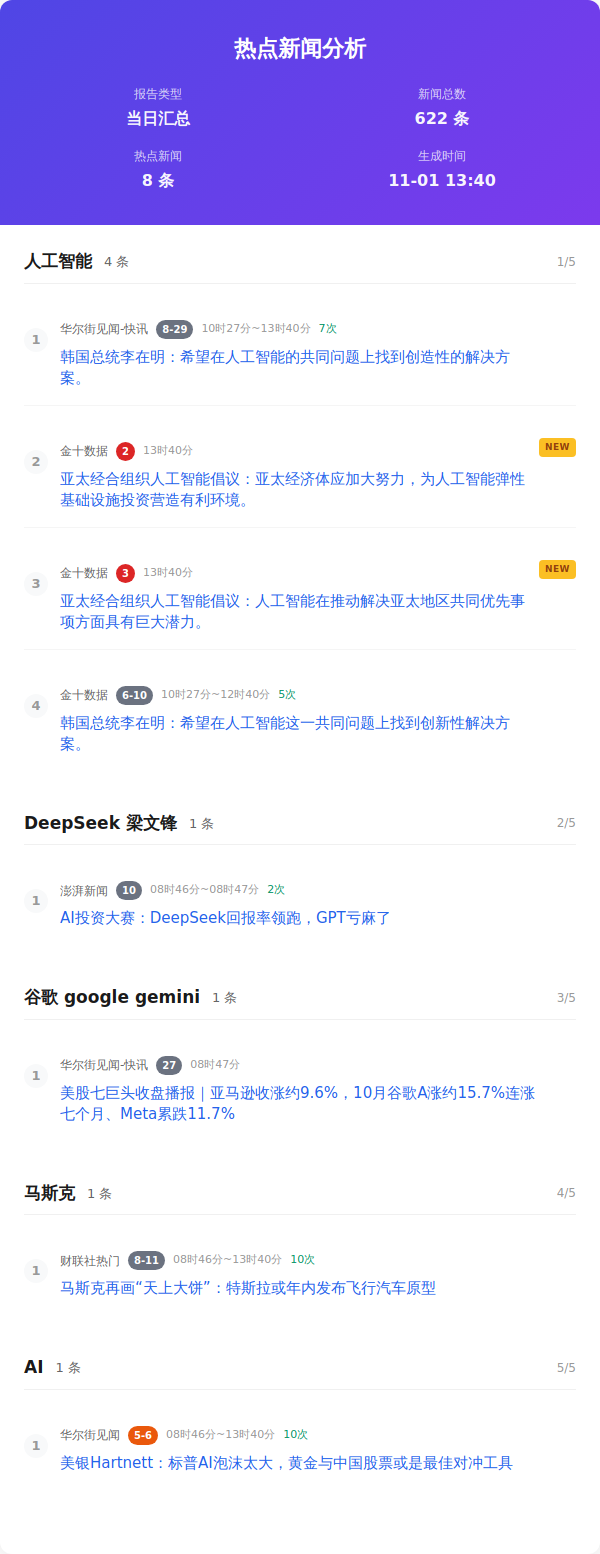 热点新闻分析
报告类型
新闻总数
当日汇总
622 条
热点新闻
生成时间
8 条
11-01 13:40
人工智能 4 条 1/5
1
华尔街见闻-快讯 8-29 10时27分~13时40分 7次
韩国总统李在明：希望在人工智能的共同问题上找到创造性的解决方
案。
2
金十数据 2 13时40分 NEW
亚太经合组织人工智能倡议：亚太经济体应加大努力，为人工智能弹性
基础设施投资营造有利环境。
3
金十数据 3 13时40分 NEW
亚太经合组织人工智能倡议：人工智能在推动解决亚太地区共同优先事
项方面具有巨大潜力。
4
金十数据 6-10 10时27分~12时40分 5次
韩国总统李在明：希望在人工智能这一共同问题上找到创新性解决方
案。
DeepSeek 梁文锋 1 条 2/5
1
澎湃新闻 10 08时46分~08时47分 2次
AI投资大赛：DeepSeek回报率领跑，GPT亏麻了
谷歌 google gemini 1 条 3/5
1
华尔街见闻-快讯 27 08时47分
美股七巨头收盘播报｜亚马逊收涨约9.6%，10月谷歌A涨约15.7%连涨
七个月、Meta累跌11.7%
马斯克 1 条 4/5
1
财联社热门 8-11 08时46分~13时40分 10次
马斯克再画“天上大饼”：特斯拉或年内发布飞行汽车原型
AI 1 条 5/5
1
华尔街见闻 5-6 08时46分~13时40分 10次
美银Hartnett：标普AI泡沫太大，黄金与中国股票或是最佳对冲工具